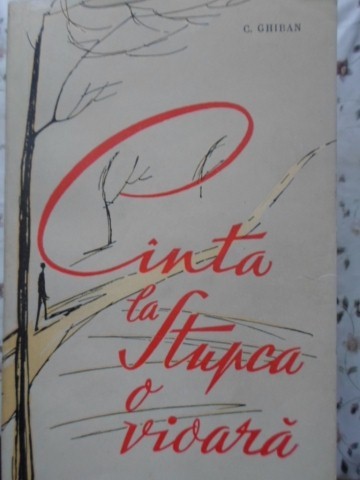 C. GHIBAN
Cînta
la
Stupca
o
vioară